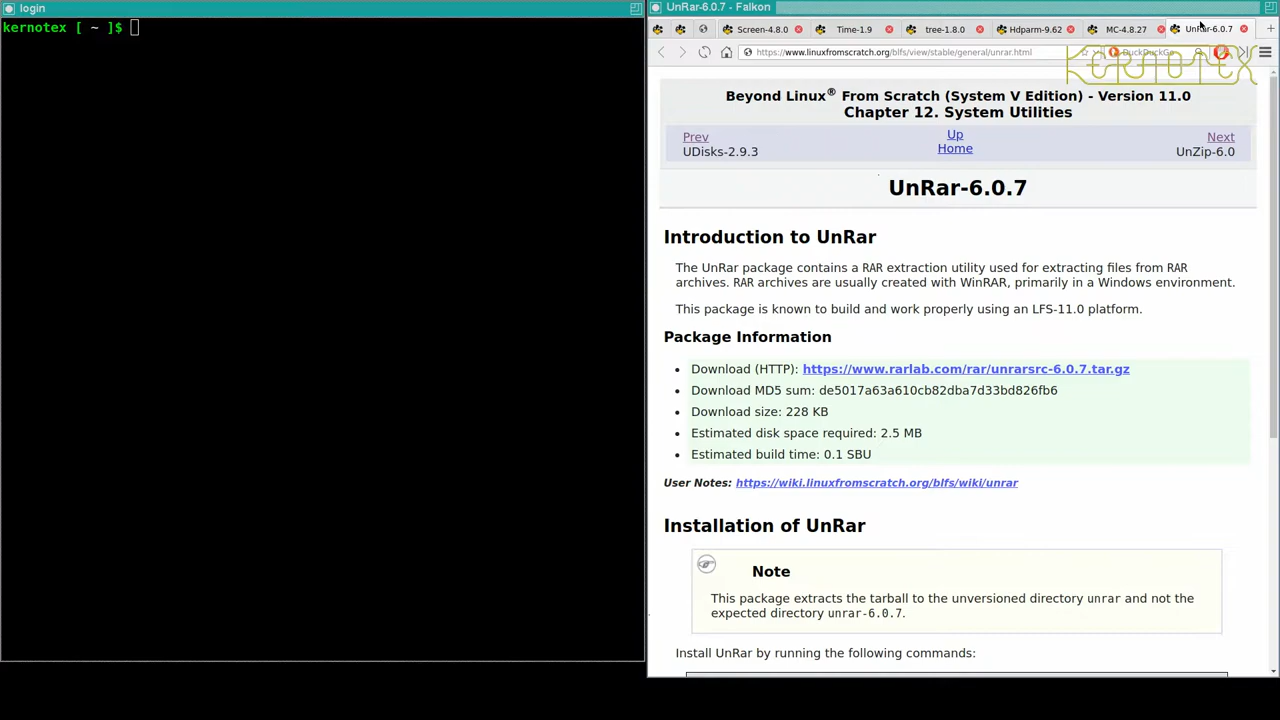 login
kernotex [ ~ ]$
UnRar-6.0.7 - Falkon
Screen-4.8.0
Time-1.9
tree-1.8.0
Hdparm-9.62
MC-4.8.27
UnRar-6.0.7
https://www.linuxfromscratch.org/blfs/view/stable/general/unrar.html
DuckDuckGo
KERNOTEX
Beyond Linux® From Scratch (System V Edition) - Version 11.0
Chapter 12. System Utilities
Prev
Up
Next
UDisks-2.9.3
Home
UnZip-6.0
UnRar-6.0.7
Introduction to UnRar
The UnRar package contains a RAR extraction utility used for extracting files from RAR
archives. RAR archives are usually created with WinRAR, primarily in a Windows environment.
This package is known to build and work properly using an LFS-11.0 platform.
Package Information
• Download (HTTP): https://www.rarlab.com/rar/unrarsrc-6.0.7.tar.gz
• Download MD5 sum: de5017a63a610cb82dba7d33bd826fb6
• Download size: 228 KB
• Estimated disk space required: 2.5 MB
• Estimated build time: 0.1 SBU
User Notes: https://wiki.linuxfromscratch.org/blfs/wiki/unrar
Installation of UnRar
Note
This package extracts the tarball to the unversioned directory unrar and not the
expected directory unrar-6.0.7.
Install UnRar by running the following commands: